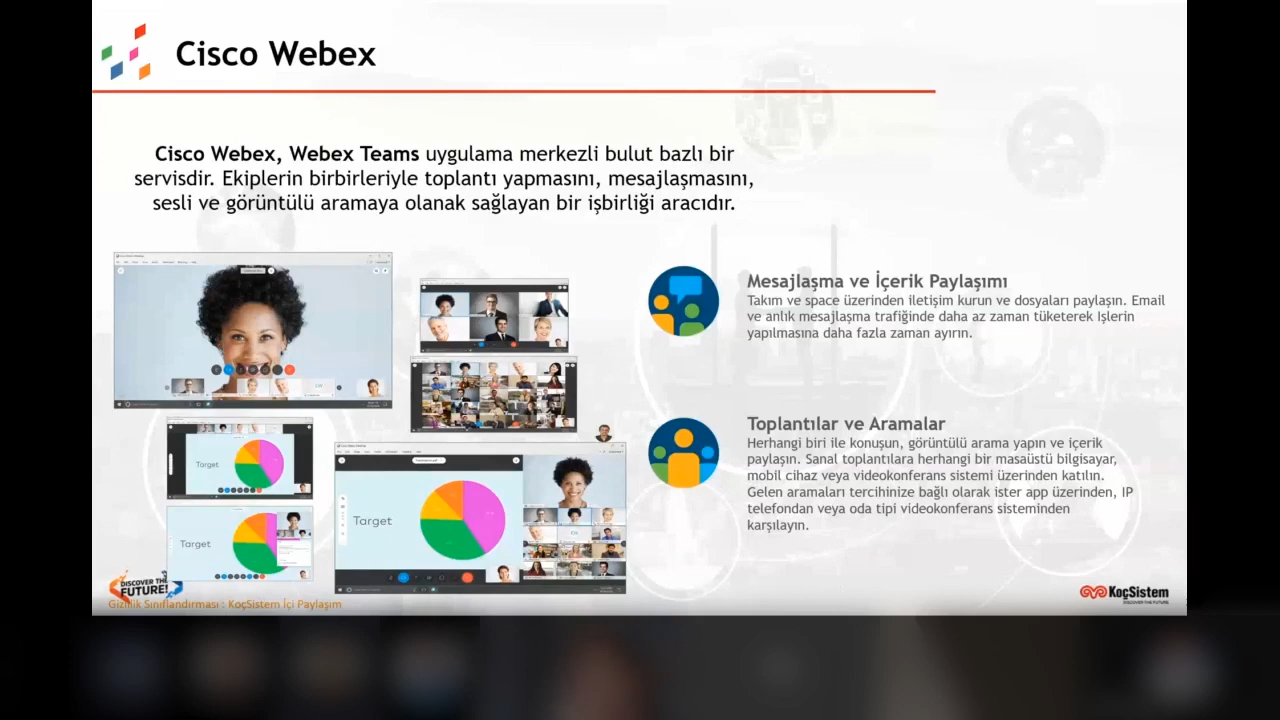 Cisco Webex
Cisco Webex, Webex Teams uygulama merkezli bulut bazlı bir
servisdir. Ekiplerin birbirleriyle toplantı yapmasını, mesajlaşmasını,
sesli ve görüntülü aramaya olanak sağlayan bir işbirliği aracıdır.
Mesajlaşma ve İçerik Paylaşımı
Takım ve space üzerinden iletişim kurun ve dosyaları paylaşın. Email
ve anlık mesajlaşma trafiğinde daha az zaman tüketerek Işlerin
yapılmasına daha fazla zaman ayırın.
Toplantılar ve Aramalar
Herhangi biri ile konuşun, görüntülü arama yapın ve içerik
paylaşın. Sanal toplantılara herhangi bir masaüstü bilgisayar,
mobil cihaz veya videokonferans sistemi üzerinden katılın.
Gelen aramaları tercihinize bağlı olarak ister app üzerinden, IP
telefondan veya oda tipi videokonferans sisteminden
karşılayın.
Target
Target
Target
DISCOVER THE
FUTURE!
Gizlilik Sınıflandırması : KoçSistem İçi Paylaşım
KoçSistem
DISCOVER THE FUTURE